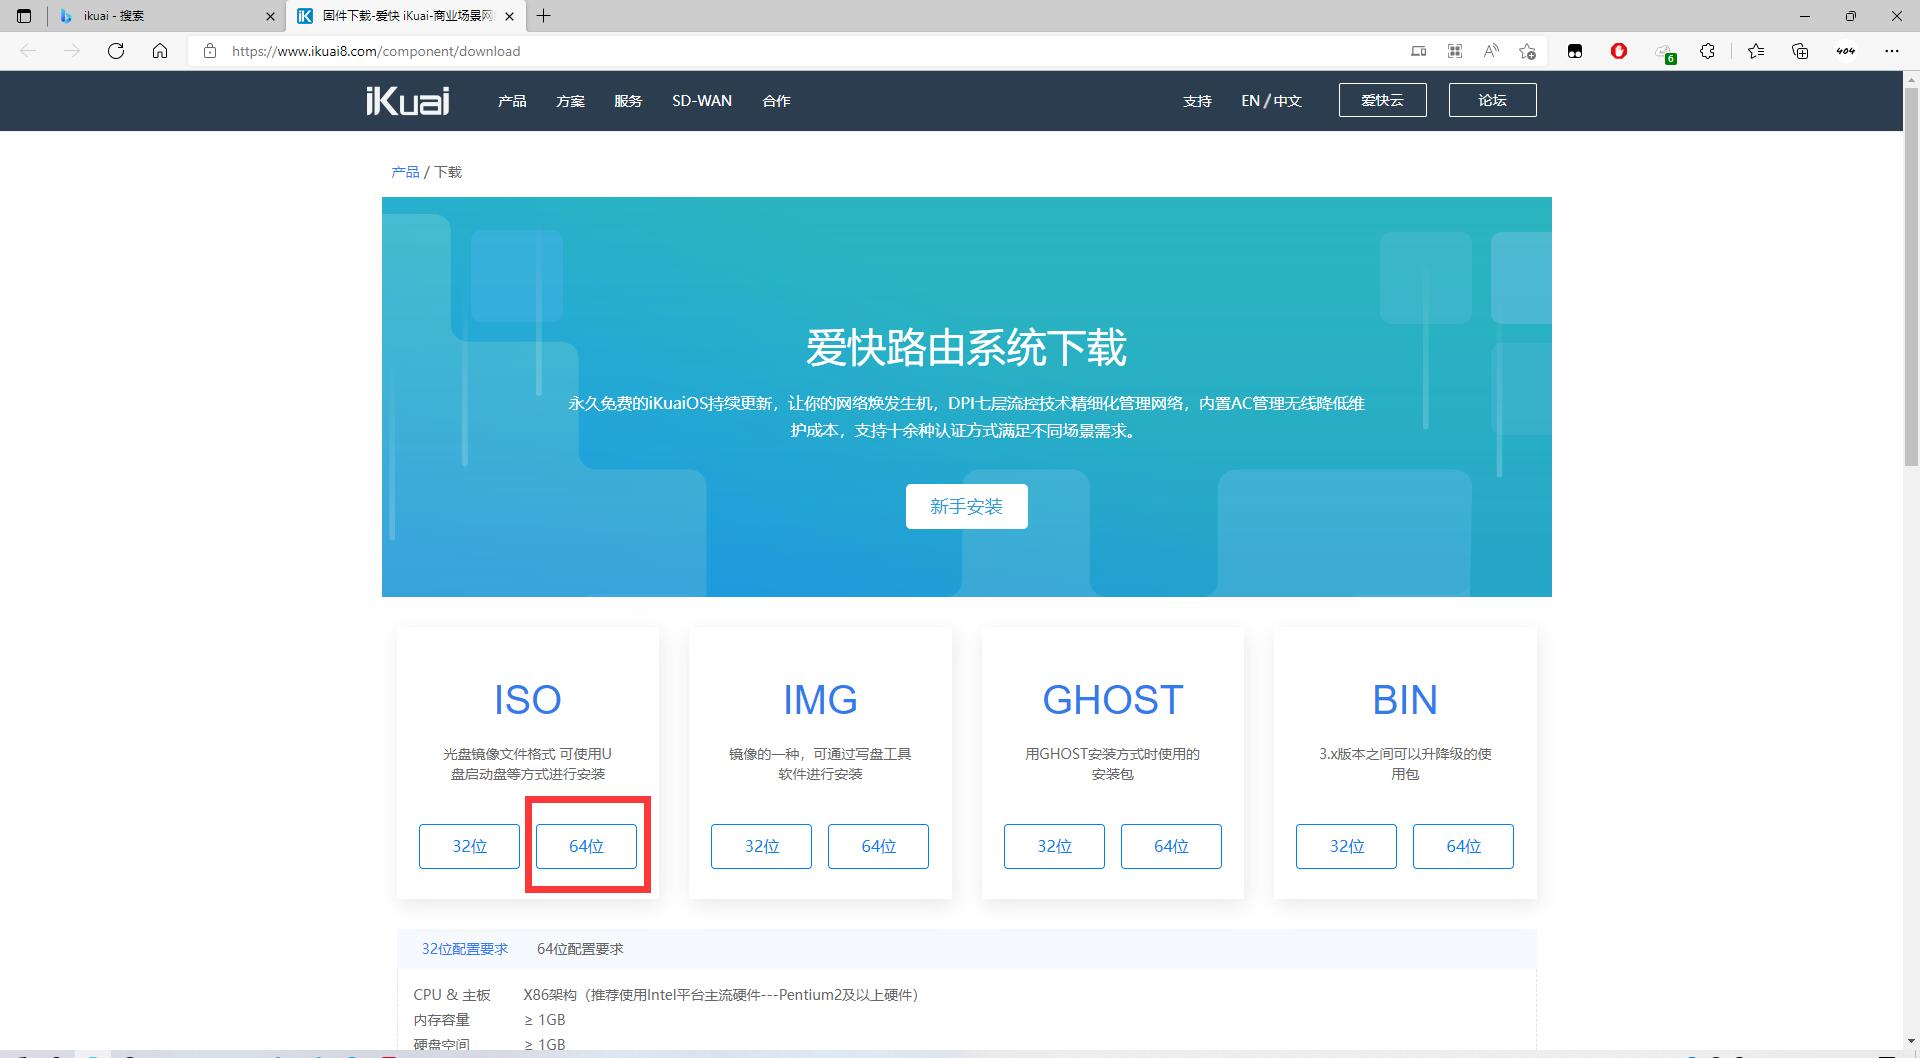 ikuai - 搜索
固件下载-爱快 iKuai-商业场景网
https://www.ikuai8.com/component/download
6
404
iKuai
产品
方案
服务
SD-WAN
合作
支持
EN / 中文
爱快云
论坛
产品 / 下载
爱快路由系统下载
永久免费的iKuaiOS持续更新，让你的网络焕发生机，DPI七层流控技术精细化管理网络，内置AC管理无线降低维
护成本，支持十余种认证方式满足不同场景需求。
新手安装
ISO
光盘镜像文件格式 可使用U
盘启动盘等方式进行安装
32位
64位
IMG
镜像的一种，可通过写盘工具
软件进行安装
32位
64位
GHOST
用GHOST安装方式时使用的
安装包
32位
64位
BIN
3.x版本之间可以升降级的使
用包
32位
64位
32位配置要求
64位配置要求
CPU & 主板 X86架构（推荐使用Intel平台主流硬件---Pentium2及以上硬件）
内存容量 ≥ 1GB
硬盘空间 ≥ 1GB